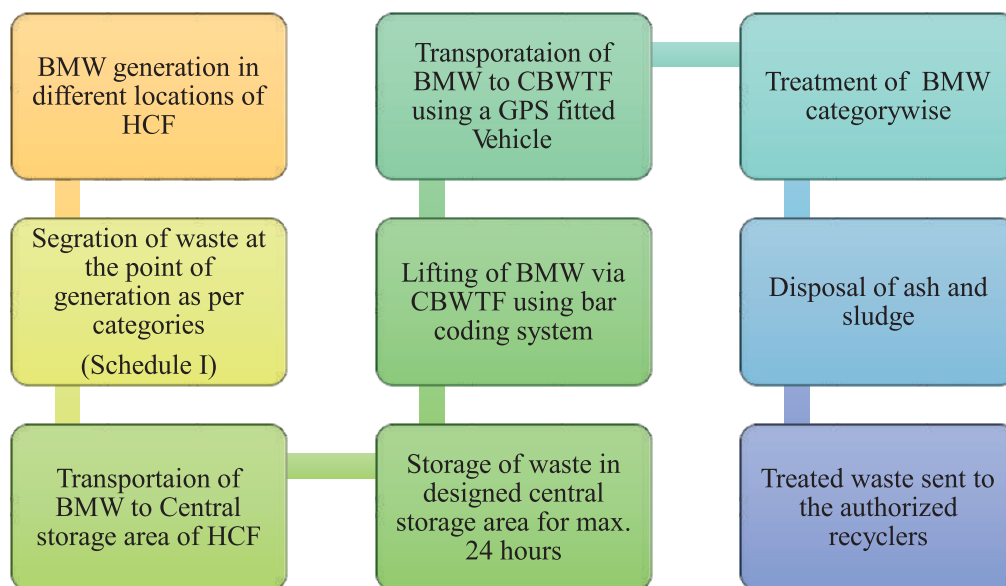 BMW generation in
different locations of
HCF
Segration of waste at
the point of
generation as per
categories
(Schedule I)
Transportaion of
BMW to Central
storage area of HCF
Storage of waste in
designed central
storage area for max.
24 hours
Lifting of BMW via
CBWTF using bar
coding system
Transporataion of
BMW to CBWTF
using a GPS fitted
Vehicle
Treatment of BMW
categorywise
Disposal of ash and
sludge
Treated waste sent to
the authorized
recyclers